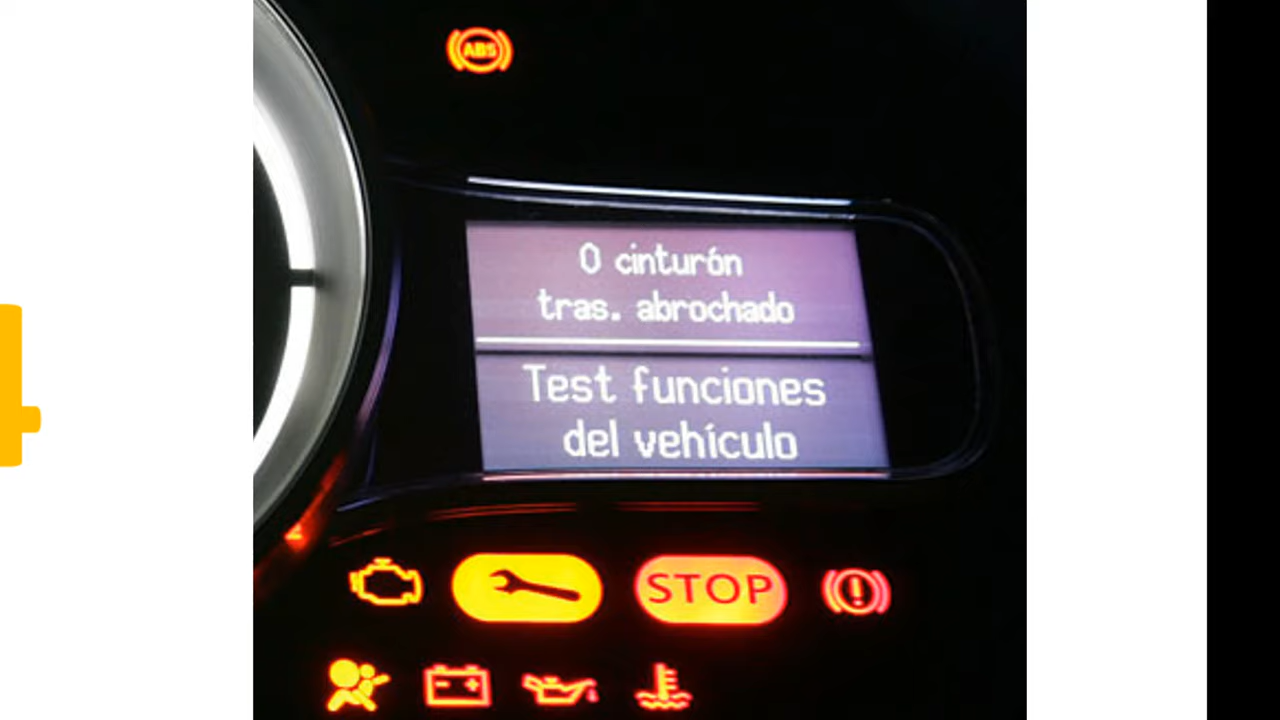 ABS
0 cinturón
tras. abrochado
Test funciones
del vehículo
STOP